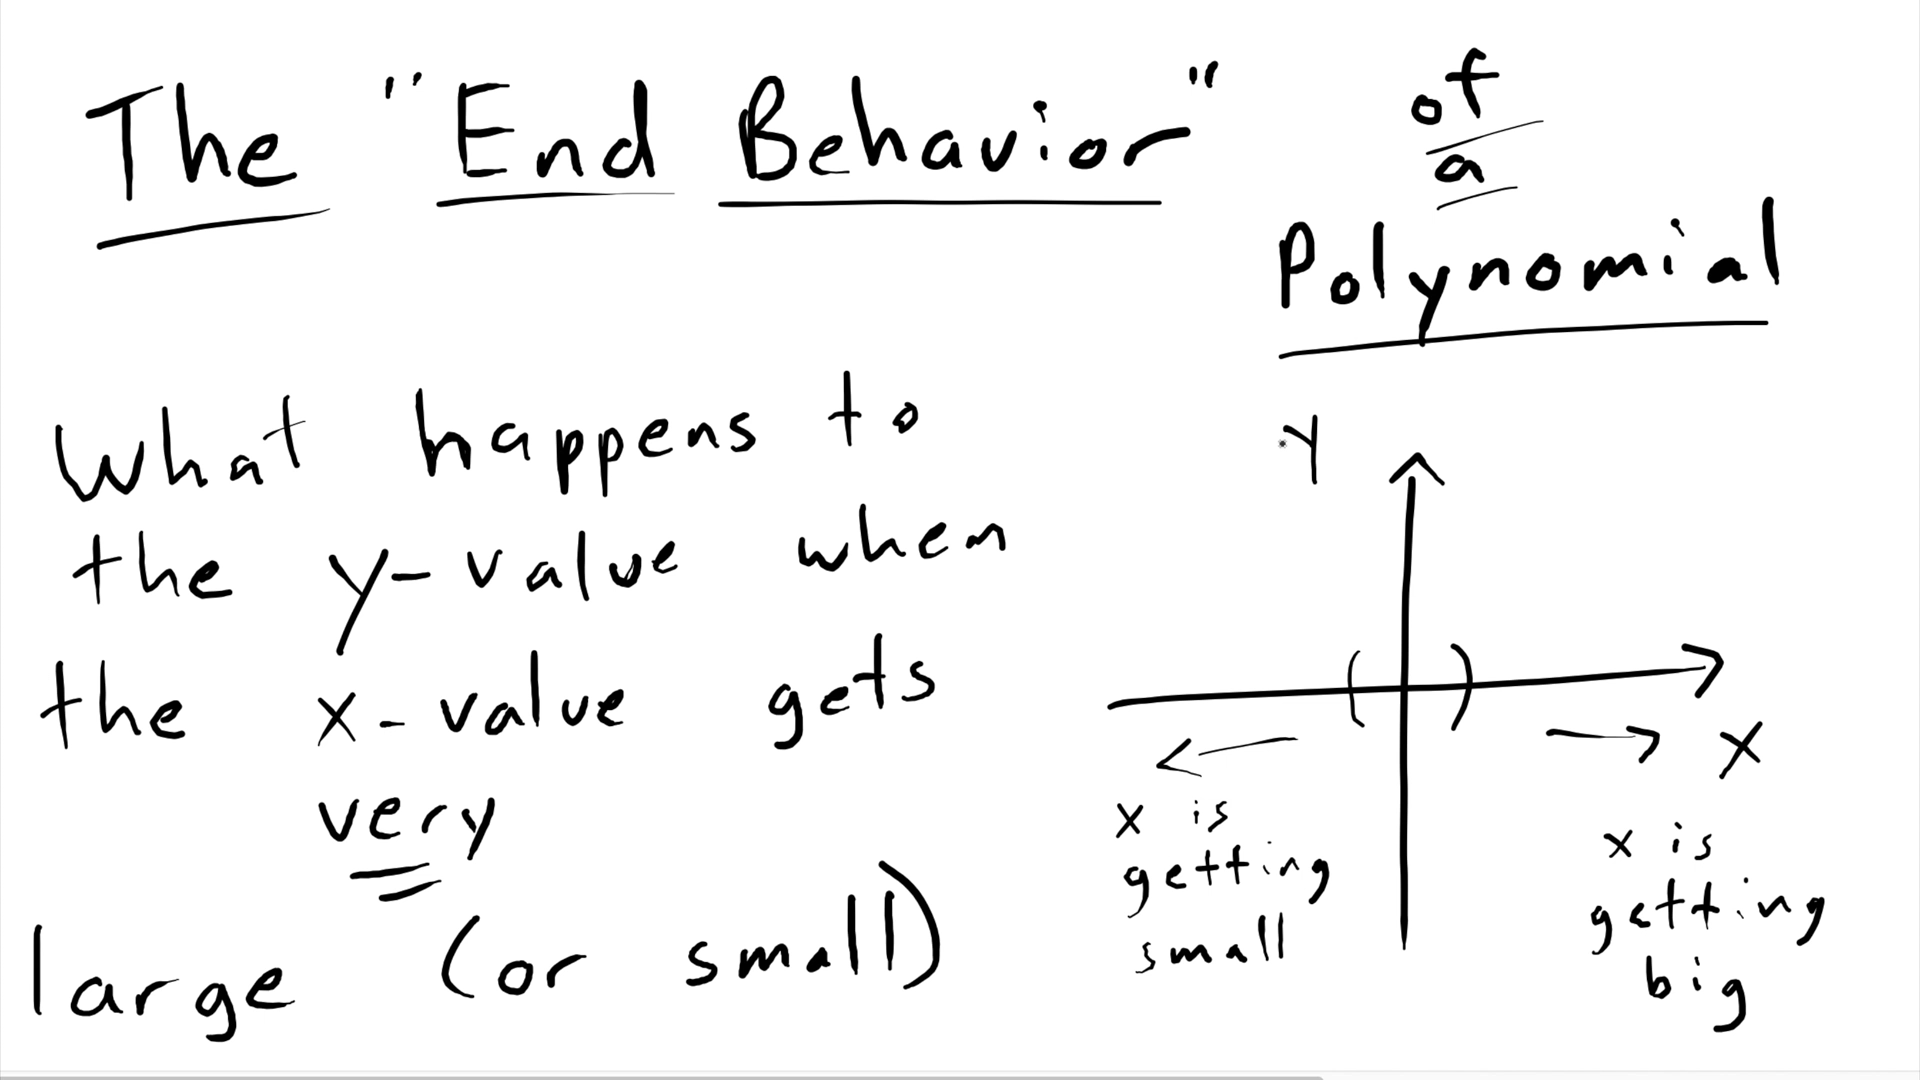 The "End Behavior"
of
a
Polynomial
What happens to
the y-value when
the x-value gets
very
large (or small)
Y
X
x is
getting
small
x is
getting
big